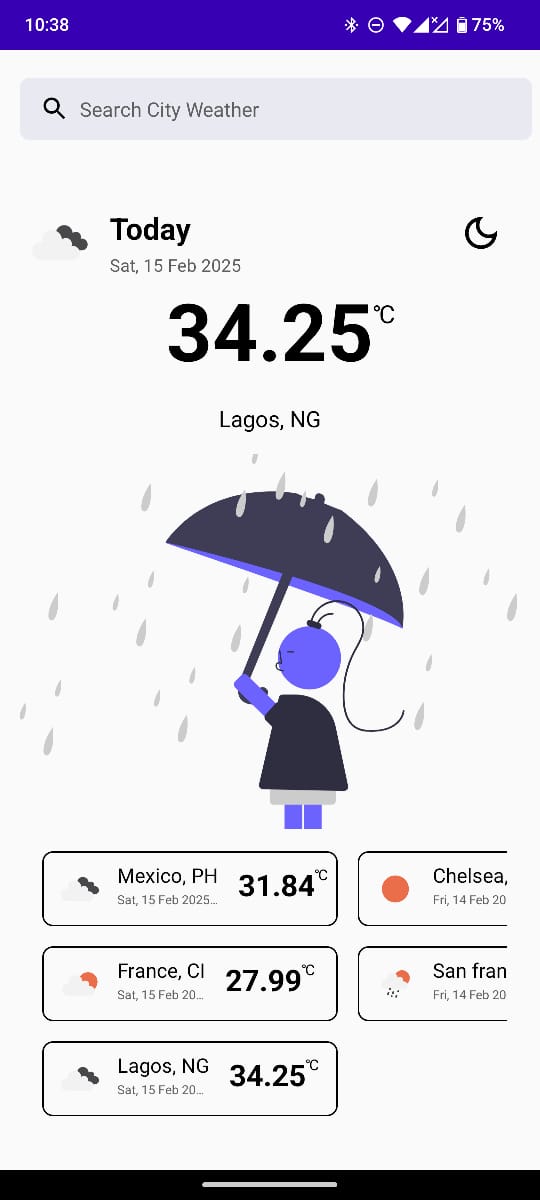 10:38
75%
Search City Weather
Today
Sat, 15 Feb 2025
34.25℃
Lagos, NG
Mexico, PH
Sat, 15 Feb 2025...
31.84℃
Chelsea,
Fri, 14 Feb 20
France, CI
Sat, 15 Feb 20...
27.99℃
San fran
Fri, 14 Feb 20
Lagos, NG
Sat, 15 Feb 20...
34.25℃